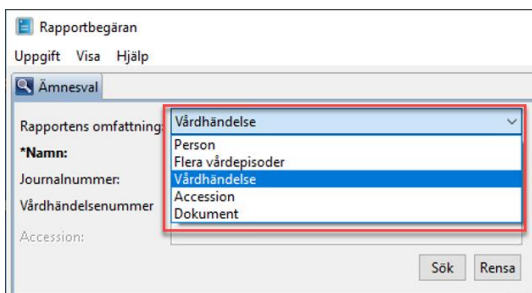 Rapportbegäran
Uppgift Visa Hjälp
Ämnesval
Rapportens omfattning: Vårdhändelse
Person
*Namn:
Flera vårdepisoder
Journalnummer: Vårdhändelse
Vårdhändelsenummer Accession
Dokument
Accession:
Sök Rensa